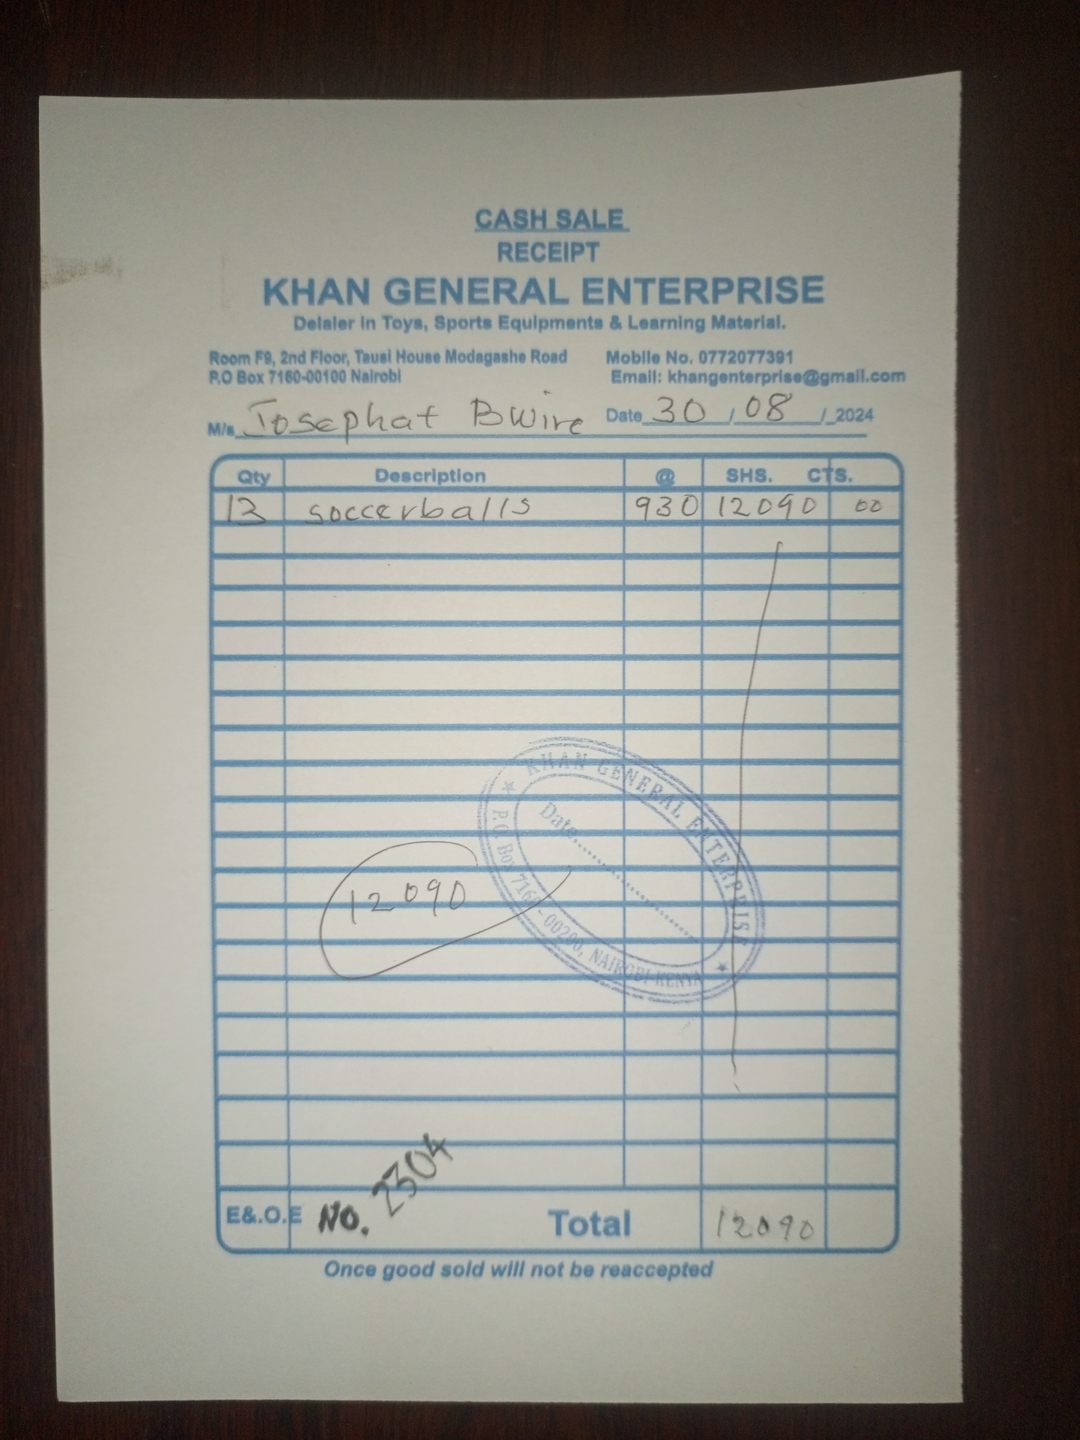 CASH SALE
RECEIPT
KHAN GENERAL ENTERPRISE
Delaler in Toys, Sports Equipments & Learning Material.
Room F9, 2nd Floor, Tausi House Modagashe Road Mobile No. 0772077391
P.O Box 7160-00100 Nairobi Email: khangenterprise@gmail.com
M/s Josephat Bwire Date 30 / 08 / 2024
Qty Description @ SHS. CTS.
13 soccerballs 930 12090 00
KHAN GENERAL ENTERPRISE
Date..................
P.O. Box 7160-00200, NAIROBI-KENYA
12090
E&.O.E No. 2304 Total 12090
Once good sold will not be reaccepted